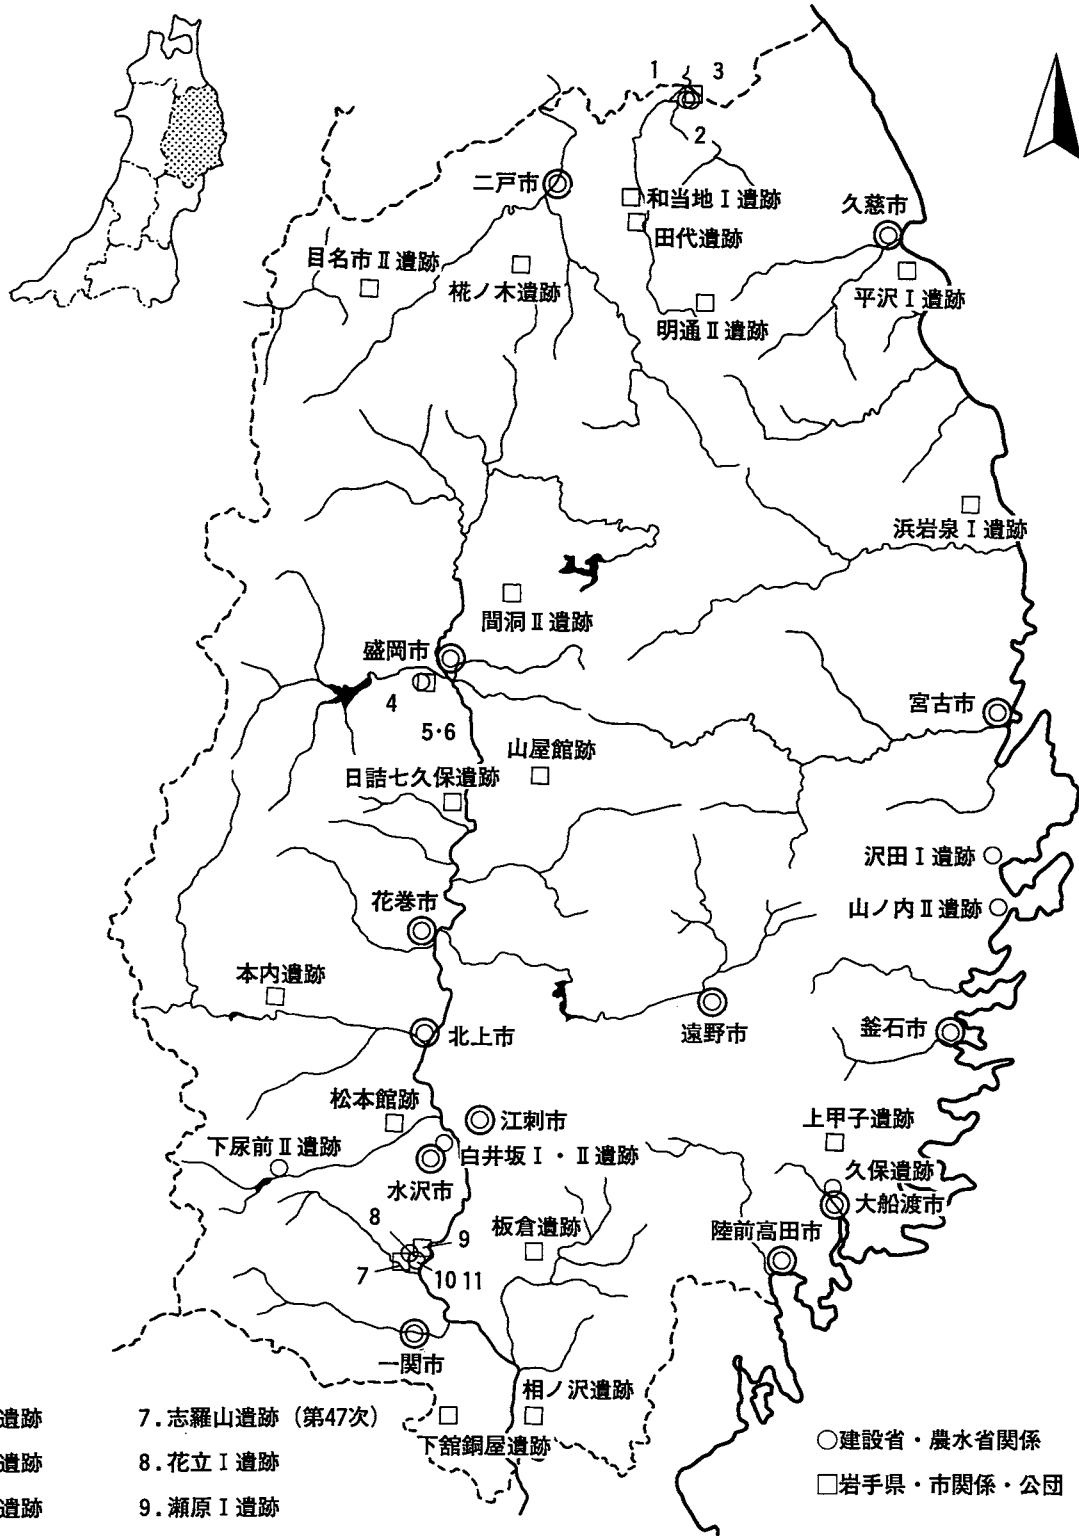 1
3
2
二戸市
和当地Ⅰ遺跡
田代遺跡
久慈市
目名市Ⅱ遺跡
椛ノ木遺跡
平沢Ⅰ遺跡
明通Ⅱ遺跡
浜岩泉Ⅰ遺跡
間洞Ⅱ遺跡
盛岡市
4
5・6
宮古市
山屋館跡
日詰七久保遺跡
沢田Ⅰ遺跡
花巻市
山ノ内Ⅱ遺跡
本内遺跡
北上市
遠野市
釜石市
松本館跡
江刺市
上甲子遺跡
下尿前Ⅱ遺跡
白井坂Ⅰ・Ⅱ遺跡
久保遺跡
水沢市
大船渡市
8
9
板倉遺跡
陸前高田市
7
10 11
一関市
相ノ沢遺跡
遺跡
7．志羅山遺跡（第47次）
下舘銅屋遺跡
○建設省・農水省関係
遺跡
8．花立Ⅰ遺跡
□岩手県・市関係・公団
遺跡
9．瀬原Ⅰ遺跡